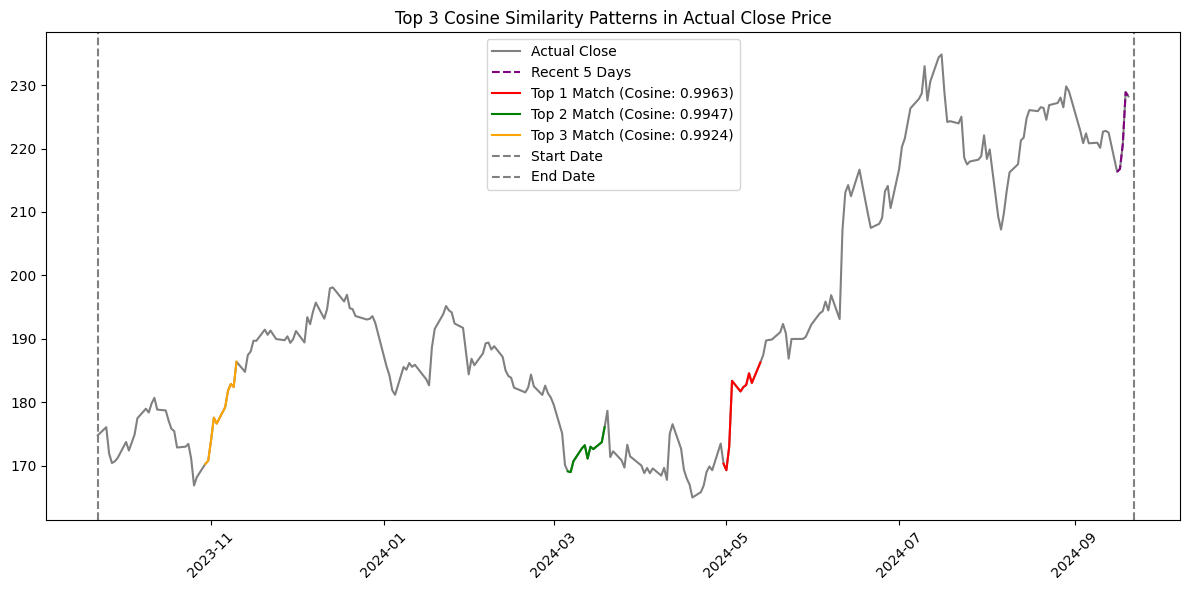 Top 3 Cosine Similarity Patterns in Actual Close Price
Actual Close
Recent 5 Days
Top 1 Match (Cosine: 0.9963)
Top 2 Match (Cosine: 0.9947)
Top 3 Match (Cosine: 0.9924)
Start Date
End Date
230
220
210
200
190
180
170
2023-11
2024-01
2024-03
2024-05
2024-07
2024-09